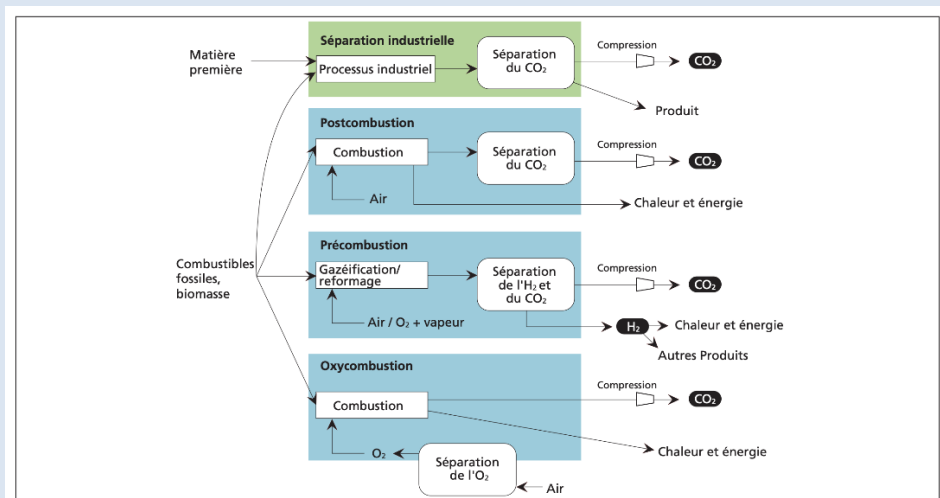 Séparation industrielle
Matière
première
Processus industriel
Séparation
du CO₂
Compression
CO₂
Produit
Postcombustion
Combustion
Séparation
du CO₂
Compression
CO₂
Air
Chaleur et énergie
Combustibles
fossiles,
biomasse
Précombustion
Gazéification/
reformage
Séparation
de l'H₂ et
du CO₂
Compression
CO₂
Air / O₂ + vapeur
H₂
Chaleur et énergie
Autres Produits
Oxycombustion
Combustion
Compression
CO₂
O₂
Séparation
de l'O₂
Chaleur et énergie
Air